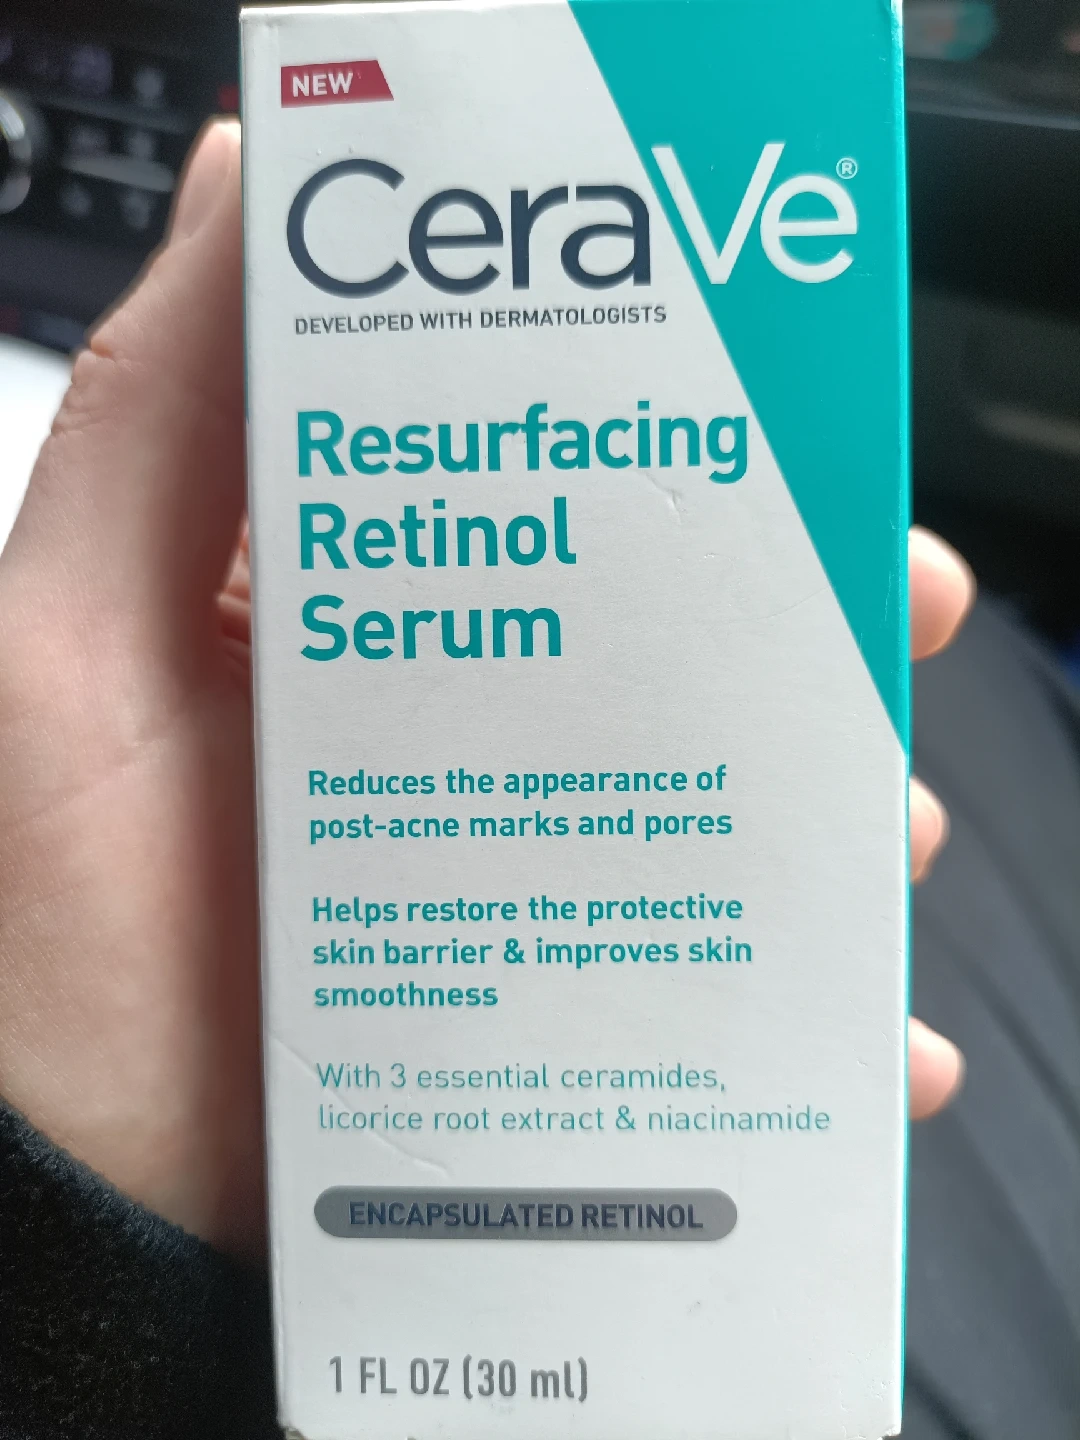 NEW
CeraVe®
DEVELOPED WITH DERMATOLOGISTS
Resurfacing
Retinol
Serum
Reduces the appearance of
post-acne marks and pores
Helps restore the protective
skin barrier & improves skin
smoothness
With 3 essential ceramides,
licorice root extract & niacinamide
ENCAPSULATED RETINOL
1 FL OZ (30 ml)